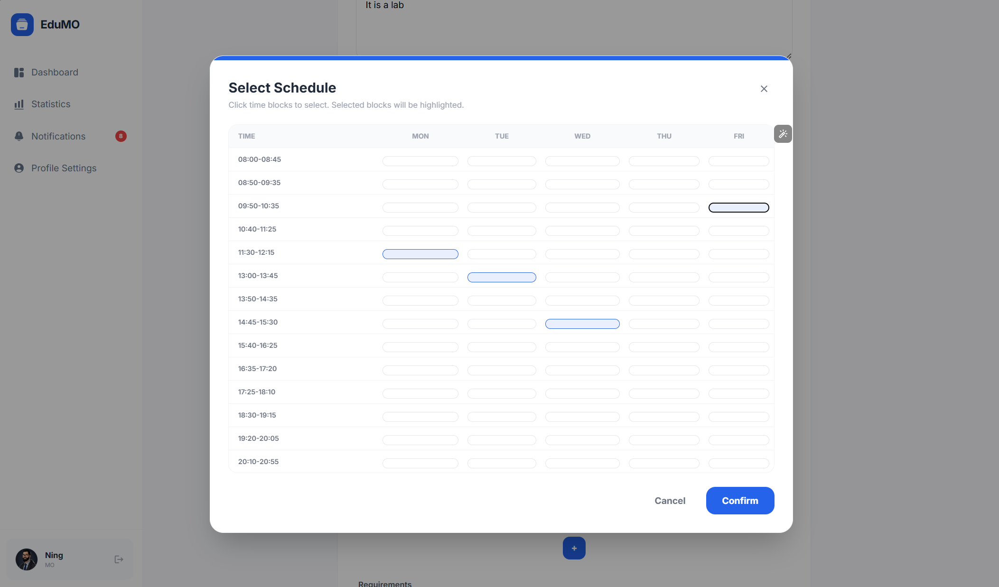 EduMO
Dashboard
Statistics
Notifications 8
Profile Settings
Ning
MO
It is a lab
Select Schedule
Click time blocks to select. Selected blocks will be highlighted.
TIME MON TUE WED THU FRI
08:00-08:45
08:50-09:35
09:50-10:35
10:40-11:25
11:30-12:15
13:00-13:45
13:50-14:35
14:45-15:30
15:40-16:25
16:35-17:20
17:25-18:10
18:30-19:15
19:20-20:05
20:10-20:55
Cancel Confirm
+
Requirements